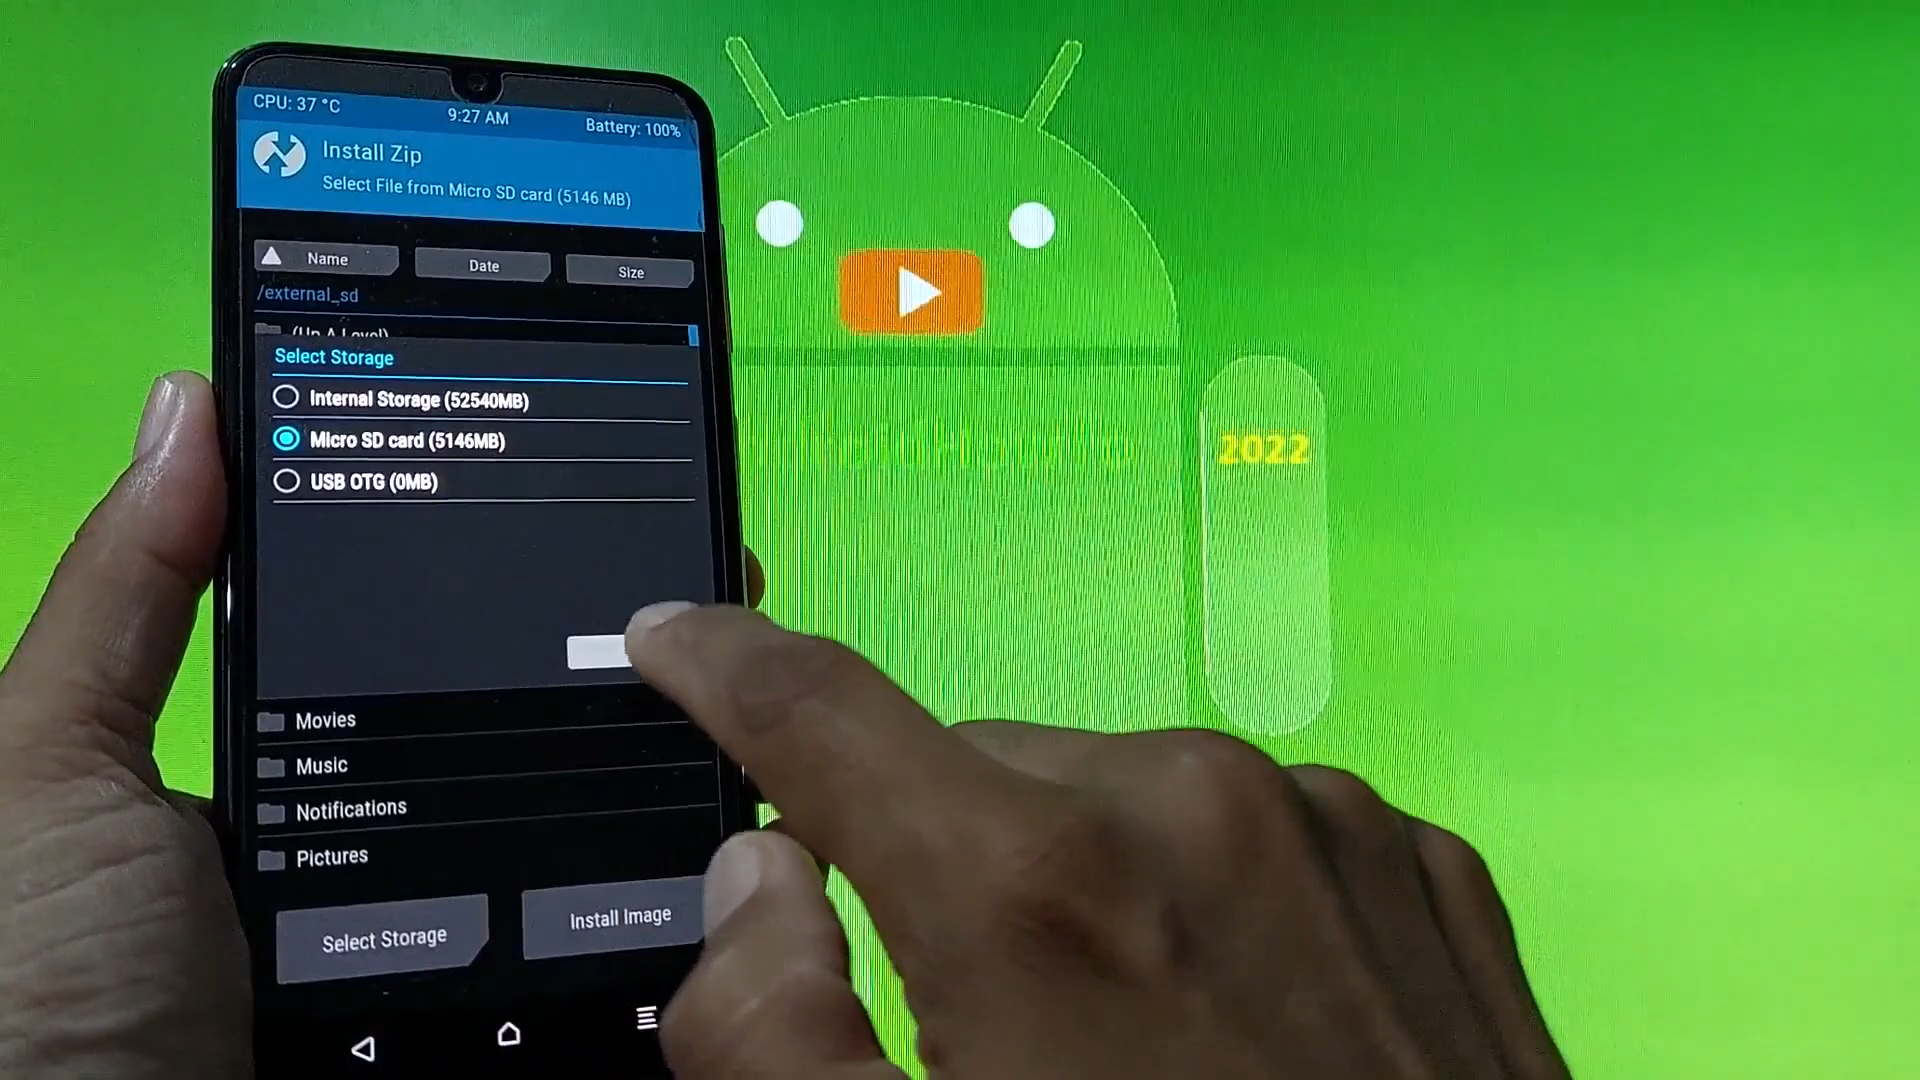 CPU: 37 °C
9:27 AM
Battery: 100%
Install Zip
Select File from Micro SD card (5146 MB)
Name
Date
Size
/external_sd
(Up A Level)
Select Storage
Internal Storage (52540MB)
Micro SD card (5146MB)
USB OTG (0MB)
Movies
Music
Notifications
Pictures
Select Storage
Install Image
2022